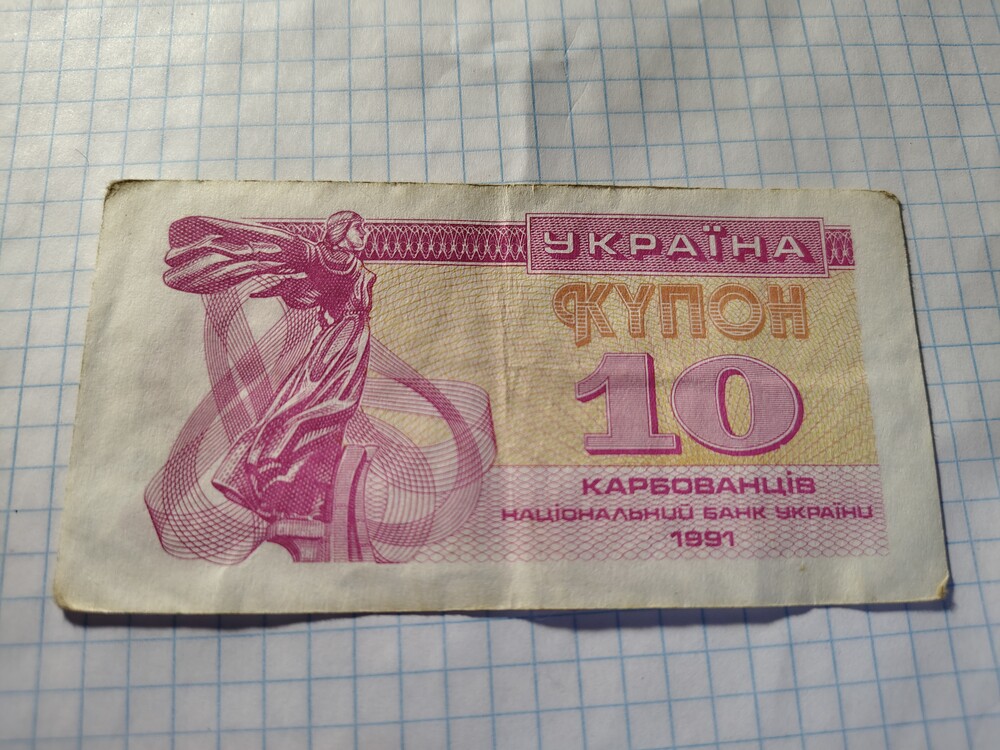 УКРАЇНА
КУПОН
10
КАРБОВАНЦІВ
НАЦІОНАЛЬНИЙ БАНК УКРАЇНИ
1991